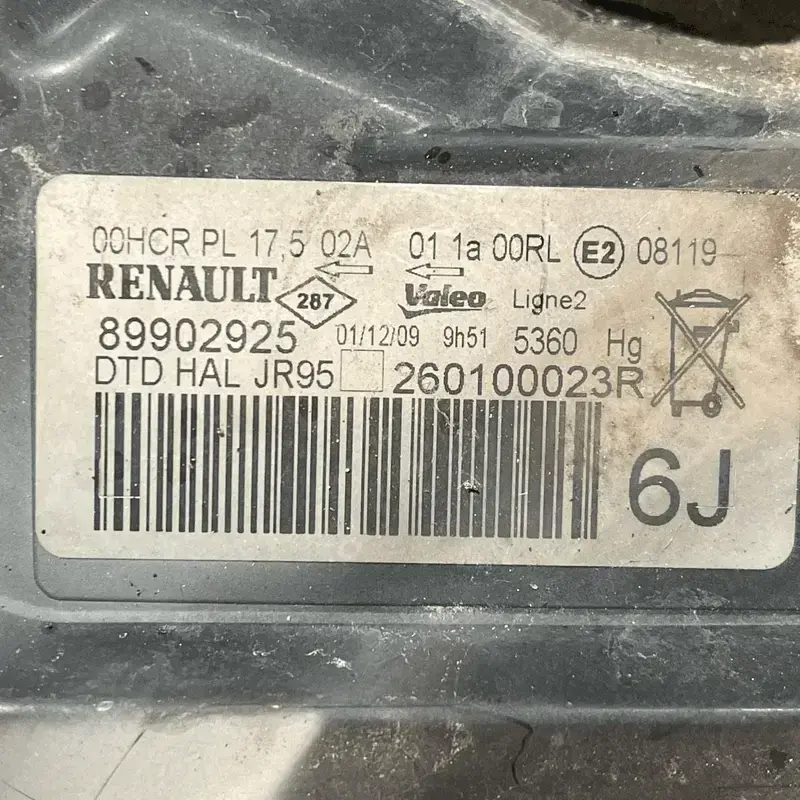 00HCR PL 17,5 02A 01 1a 00RL E2 08119
RENAULT 287 Valeo Ligne2
89902925 01/12/09 9h51 5360 Hg
DTD HAL JR95 260100023R
6J